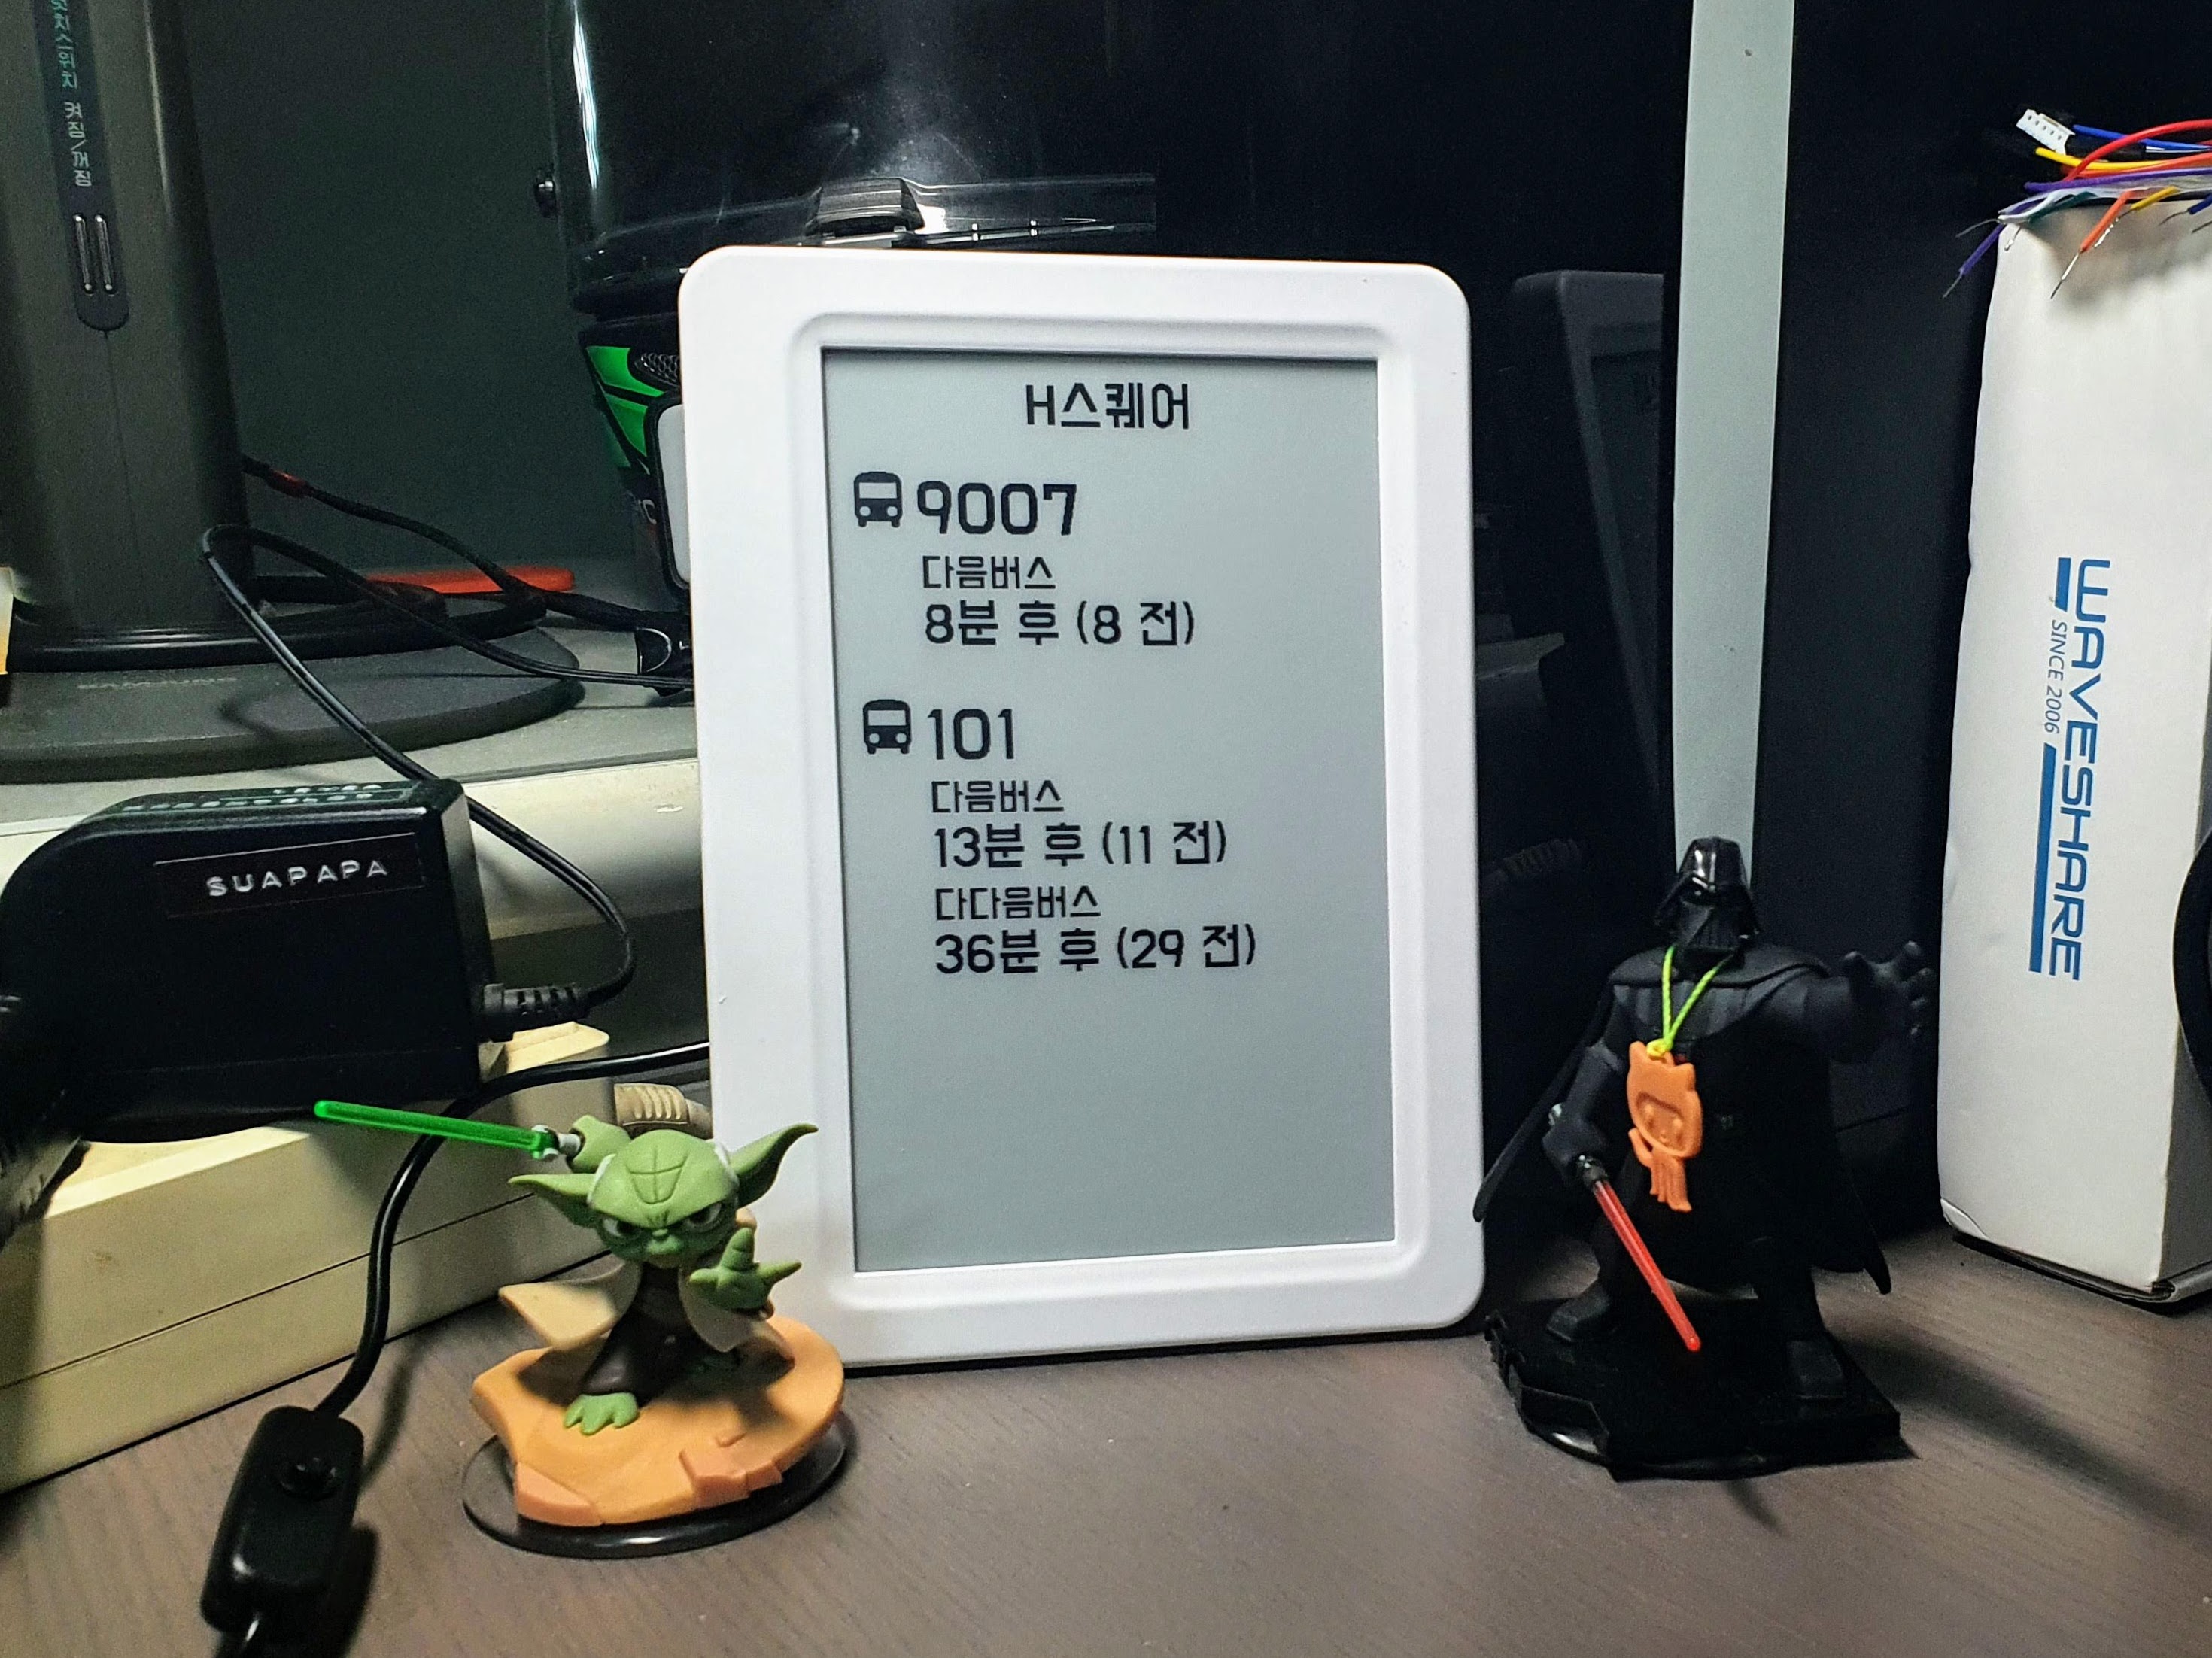 터치스위치 켜짐/꺼짐
H스퀘어
9007
다음버스
8분 후 (8 전)
101
다음버스
13분 후 (11 전)
다다음버스
36분 후 (29 전)
SUAPAPA
WAVESHARE
SINCE 2006